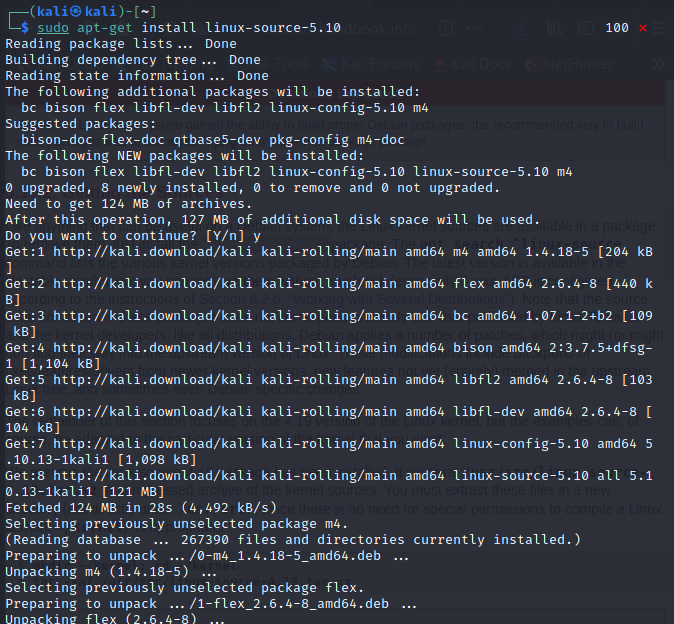 ┌──(kali㉿kali)-[~]
└─$ sudo apt-get install linux-source-5.10 100 ⨯
Reading package lists... Done
Building dependency tree... Done
Reading state information... Done
The following additional packages will be installed:
  bc bison flex libfl-dev libfl2 linux-config-5.10 m4
Suggested packages:
  bison-doc flex-doc qtbase5-dev pkg-config m4-doc
The following NEW packages will be installed:
  bc bison flex libfl-dev libfl2 linux-config-5.10 linux-source-5.10 m4
0 upgraded, 8 newly installed, 0 to remove and 0 not upgraded.
Need to get 124 MB of archives.
After this operation, 127 MB of additional disk space will be used.
Do you want to continue? [Y/n] y
Get:1 http://kali.download/kali kali-rolling/main amd64 m4 amd64 1.4.18-5 [204 kB
]
Get:2 http://kali.download/kali kali-rolling/main amd64 flex amd64 2.6.4-8 [440 k
B]
Get:3 http://kali.download/kali kali-rolling/main amd64 bc amd64 1.07.1-2+b2 [109
 kB]
Get:4 http://kali.download/kali kali-rolling/main amd64 bison amd64 2:3.7.5+dfsg-
1 [1,104 kB]
Get:5 http://kali.download/kali kali-rolling/main amd64 libfl2 amd64 2.6.4-8 [103
 kB]
Get:6 http://kali.download/kali kali-rolling/main amd64 libfl-dev amd64 2.6.4-8 [
104 kB]
Get:7 http://kali.download/kali kali-rolling/main amd64 linux-config-5.10 amd64 5
.10.13-1kali1 [1,098 kB]
Get:8 http://kali.download/kali kali-rolling/main amd64 linux-source-5.10 all 5.1
0.13-1kali1 [121 MB]
Fetched 124 MB in 28s (4,492 kB/s)
Selecting previously unselected package m4.
(Reading database ... 267390 files and directories currently installed.)
Preparing to unpack .../0-m4_1.4.18-5_amd64.deb ...
Unpacking m4 (1.4.18-5) ...
Selecting previously unselected package flex.
Preparing to unpack .../1-flex_2.6.4-8_amd64.deb ...
Unpacking flex (2.6.4-8) ...